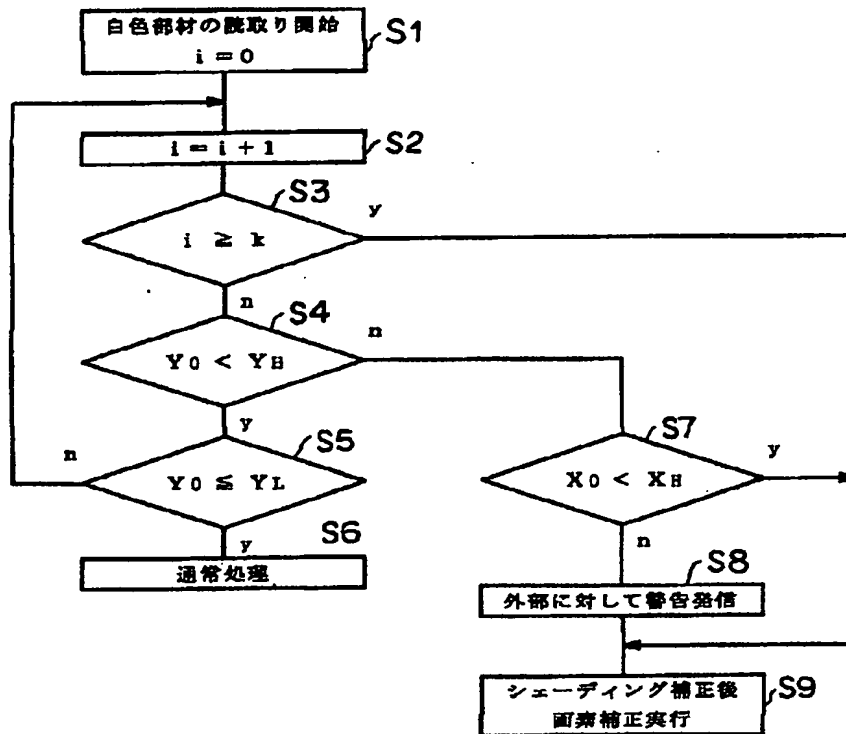 白色部材の読取り開始
i = 0
S1
i = i + 1
S2
S3
i ≧ k
y
n
S4
Y0 < YH
n
y
S5
Y0 ≦ YL
n
y
S6
通常処理
S7
X0 < XH
y
n
S8
外部に対して警告発信
シェーディング補正後
画素補正実行
S9